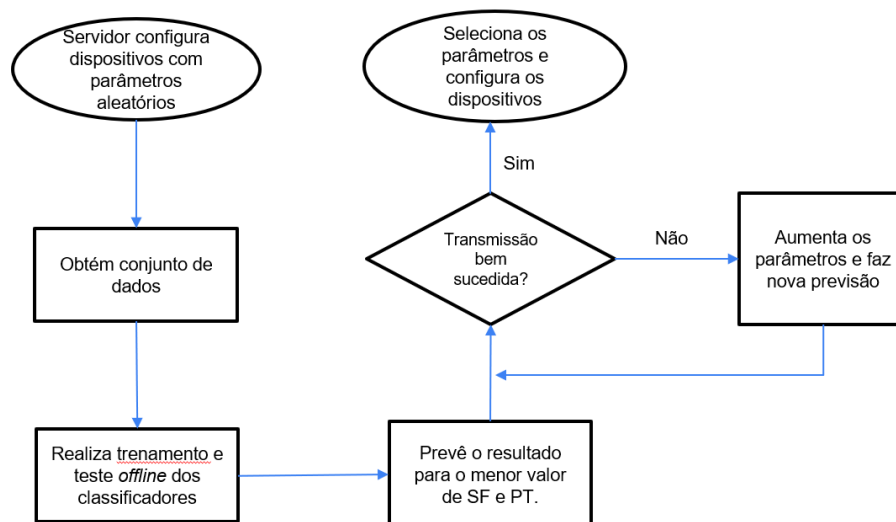 Servidor configura
dispositivos com
parâmetros
aleatórios
Obtém conjunto de
dados
Realiza trenamento e
teste offline dos
classificadores
Prevê o resultado
para o menor valor
de SF e PT.
Transmissão
bem
sucedida?
Sim
Seleciona os
parâmetros e
configura os
dispositivos
Não
Aumenta os
parâmetros e faz
nova previsão